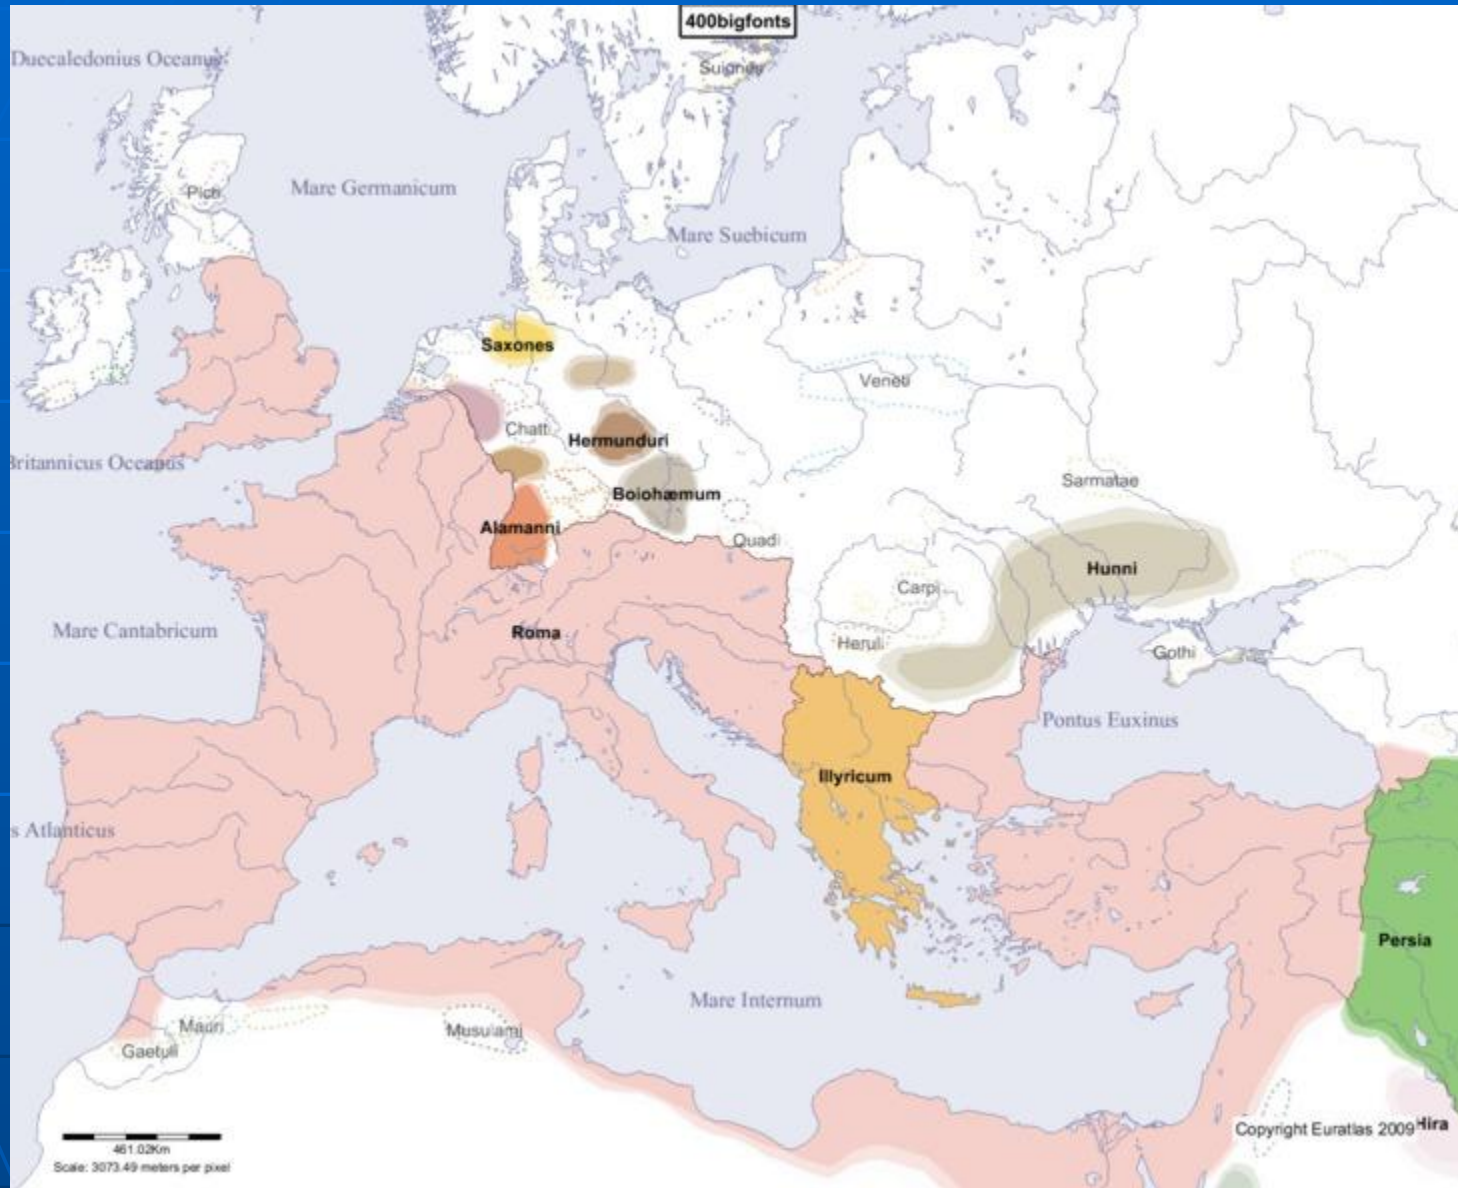 400bigfonts
Duecaledonius Oceanus
Suiones
Picti
Mare Germanicum
Mare Suebicum
Saxones
Veneti
Chatti
Hermunduri
Britannicus Oceanus
Sarmatae
Boiohæmum
Alamanni
Quadi
Hunni
Carpi
Mare Cantabricum
Roma
Heruli
Gothi
Pontus Euxinus
Illyricum
s Atlanticus
Persia
Mare Internum
Mauri
Musulami
Gaetuli
Copyright Euratlas 2009
Hira
461.02Km
Scale: 3073.49 meters per pixel